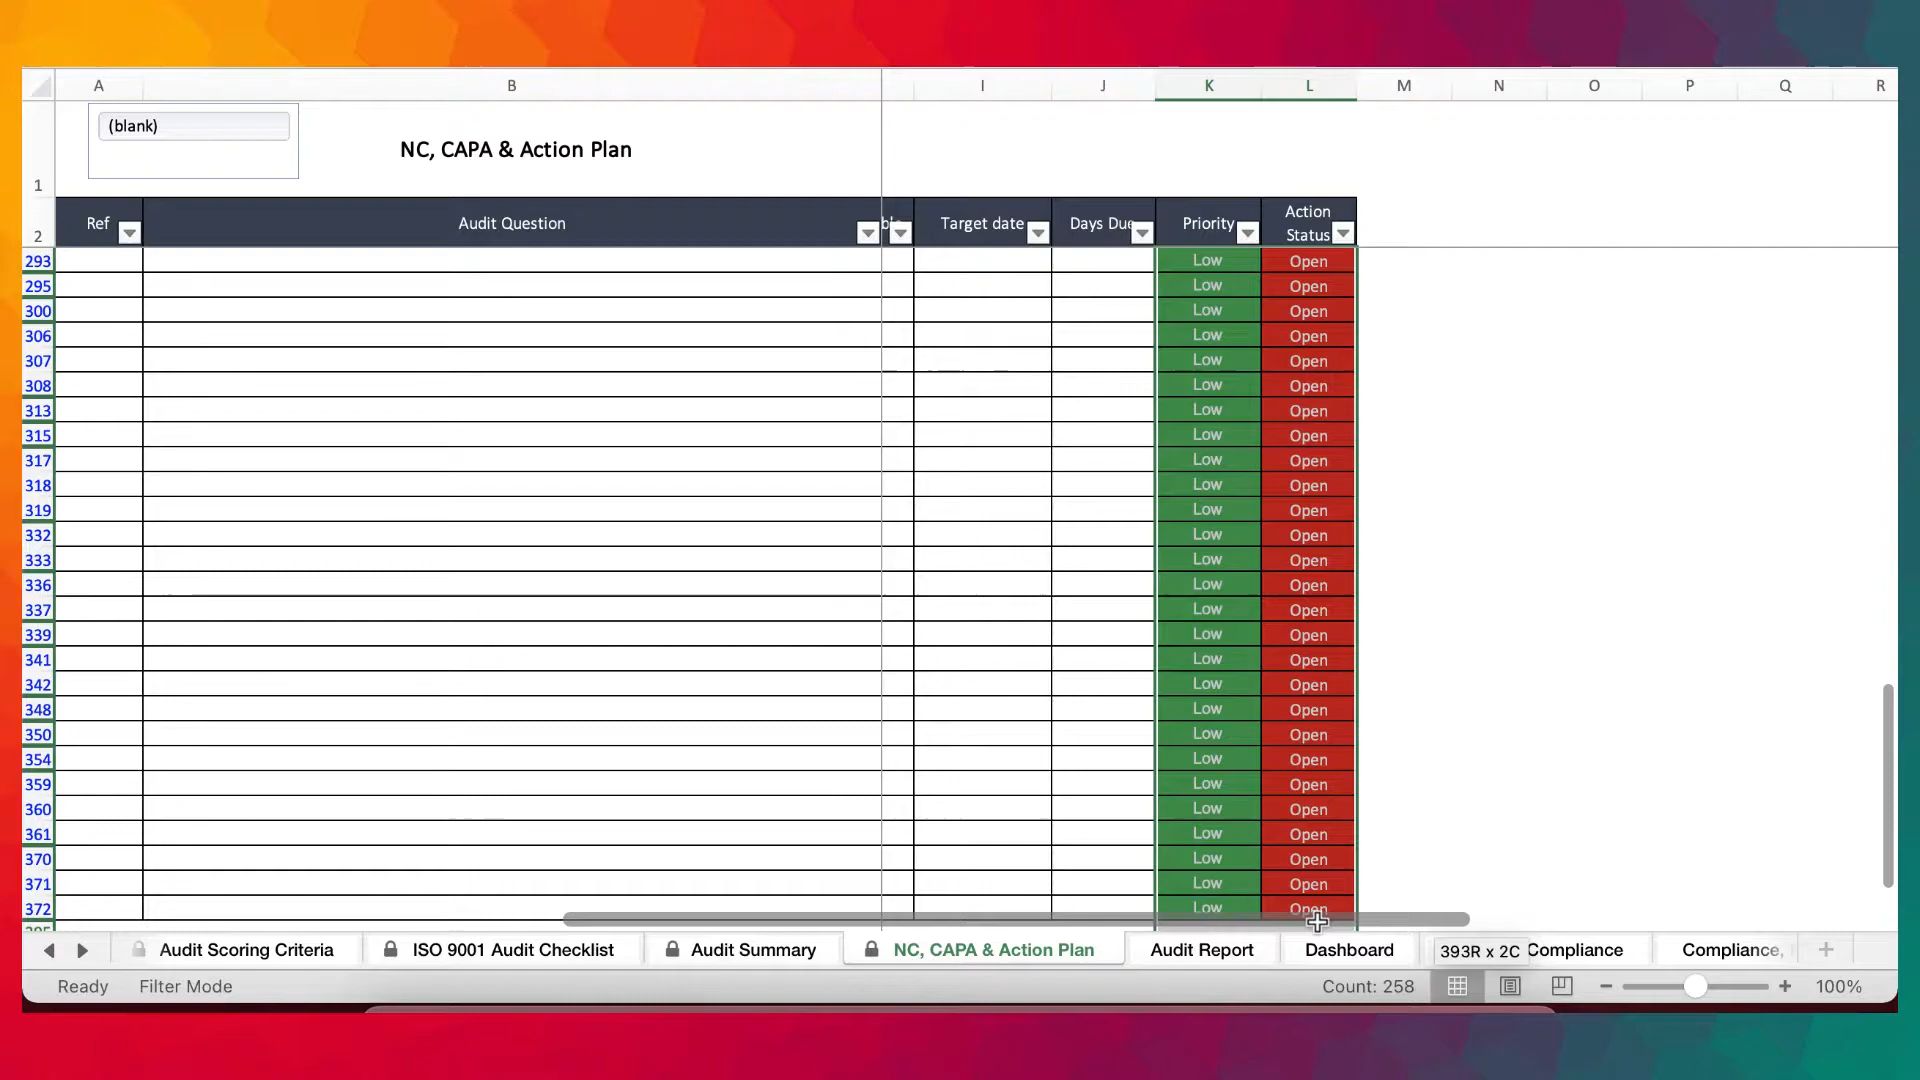 A B I J K L M N O P Q R
(blank)
NC, CAPA & Action Plan
1
2 Ref Audit Question Target date Days Due Priority Action Status
293 Low Open
295 Low Open
300 Low Open
306 Low Open
307 Low Open
308 Low Open
313 Low Open
315 Low Open
317 Low Open
318 Low Open
319 Low Open
332 Low Open
333 Low Open
336 Low Open
337 Low Open
339 Low Open
341 Low Open
342 Low Open
348 Low Open
350 Low Open
354 Low Open
359 Low Open
360 Low Open
361 Low Open
370 Low Open
371 Low Open
372 Low Open
Audit Scoring Criteria ISO 9001 Audit Checklist Audit Summary NC, CAPA & Action Plan Audit Report Dashboard 393R x 2C Compliance Compliance,
Ready Filter Mode Count: 258 100%